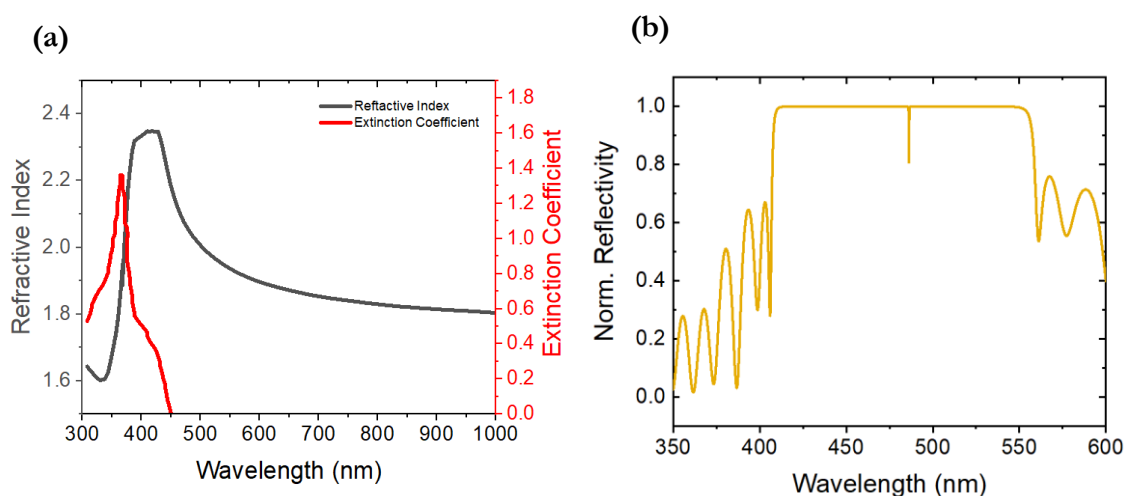 (a)
Refractive Index
2.4
2.2
2.0
1.8
1.6
Reftactive Index
Extinction Coefficient
1.8
1.6
1.4
1.2
1.0
0.8
0.6
0.4
0.2
0.0
Extinction Coefficient
300 400 500 600 700 800 900 1000
Wavelength (nm)
(b)
Norm. Reflectivity
1.0
0.8
0.6
0.4
0.2
0.0
350 400 450 500 550 600
Wavelength (nm)